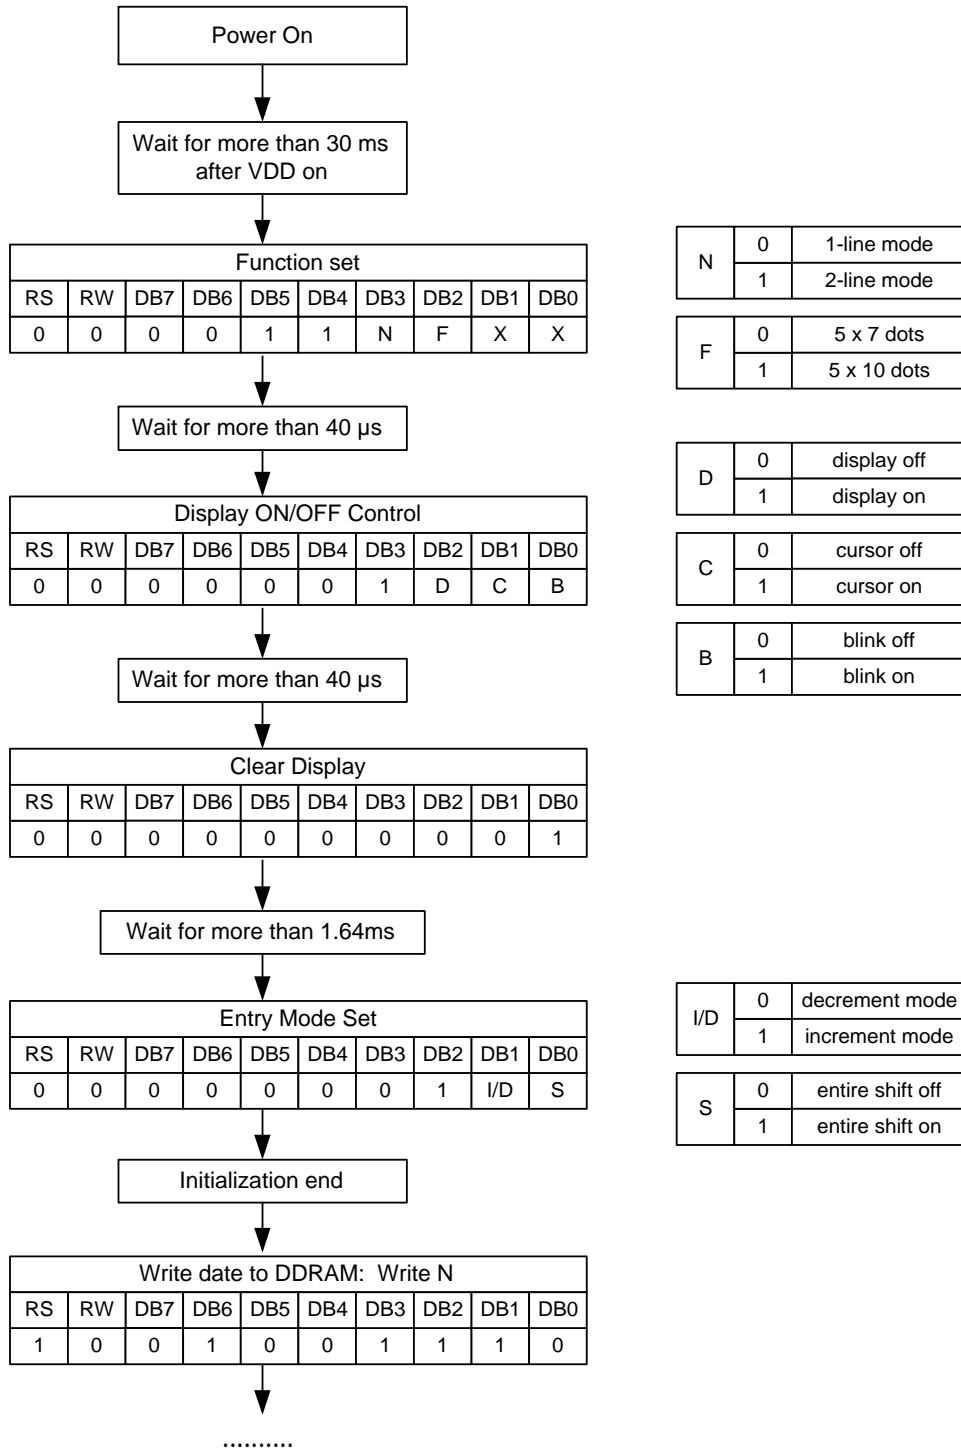 Power On
Wait for more than 30 ms
after VDD on
Function set
RS RW DB7 DB6 DB5 DB4 DB3 DB2 DB1 DB0
0 0 0 0 1 1 N F X X
N 0 1-line mode
1 2-line mode
F 0 5 x 7 dots
1 5 x 10 dots
Wait for more than 40 µs
Display ON/OFF Control
RS RW DB7 DB6 DB5 DB4 DB3 DB2 DB1 DB0
0 0 0 0 0 0 1 D C B
D 0 display off
1 display on
C 0 cursor off
1 cursor on
B 0 blink off
1 blink on
Wait for more than 40 µs
Clear Display
RS RW DB7 DB6 DB5 DB4 DB3 DB2 DB1 DB0
0 0 0 0 0 0 0 0 0 1
Wait for more than 1.64ms
Entry Mode Set
RS RW DB7 DB6 DB5 DB4 DB3 DB2 DB1 DB0
0 0 0 0 0 0 0 1 I/D S
I/D 0 decrement mode
1 increment mode
S 0 entire shift off
1 entire shift on
Initialization end
Write date to DDRAM: Write N
RS RW DB7 DB6 DB5 DB4 DB3 DB2 DB1 DB0
1 0 0 1 0 0 1 1 1 0
..........